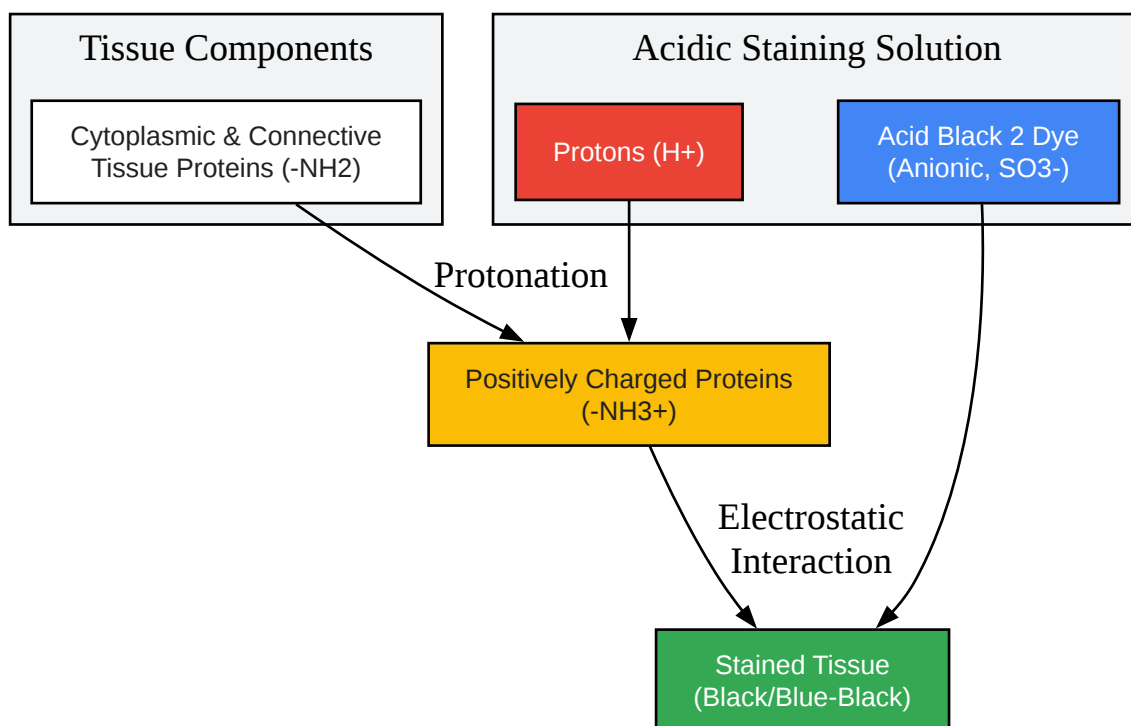 Tissue Components
Acidic Staining Solution
Cytoplasmic & Connective
Tissue Proteins (-NH2)
Protons (H+)
Acid Black 2 Dye
(Anionic, SO3-)
Protonation
Positively Charged Proteins
(-NH3+)
Electrostatic
Interaction
Stained Tissue
(Black/Blue-Black)